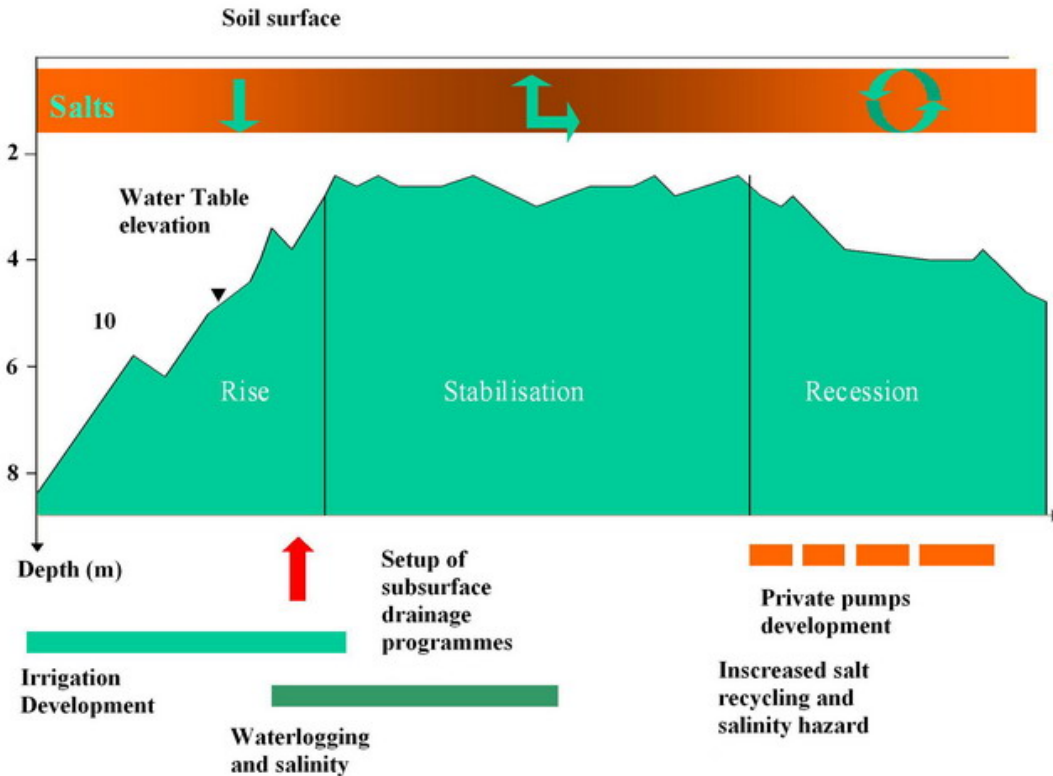 Soil surface
Salts
2
Water Table
elevation
4
10
6
Rise
Stabilisation
Recession
8
Depth (m)
Setup of
subsurface
drainage
programmes
Private pumps
development
Irrigation
Development
Inscreased salt
recycling and
salinity hazard
Waterlogging
and salinity